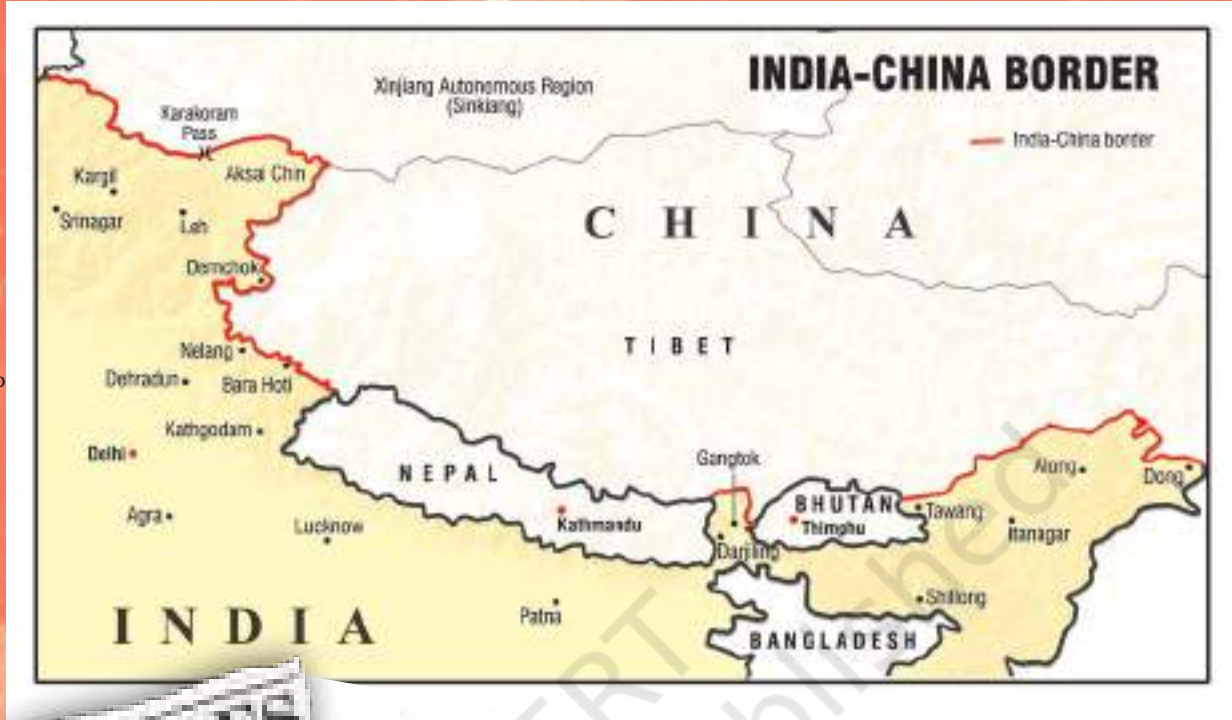 INDIA-CHINA BORDER
India-China border
Xinjiang Autonomous Region
(Sinkiang)
Karakoram
Pass
Aksai Chin
Kargil
Srinagar
Leh
Demchok
CHINA
TIBET
Nelang
Dehradun
Bara Hoti
Kathgodam
Delhi
NEPAL
Gangtok
Along
Dong
BHUTAN
Thimphu
Tawang
Kathmandu
Itanagar
Agra
Lucknow
Darjiling
Shillong
Patna
INDIA
BANGLADESH